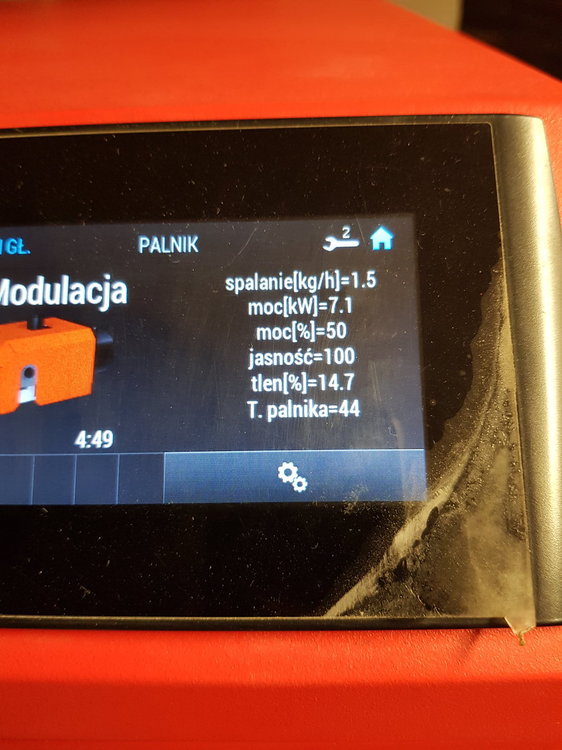 GŁ.
PALNIK
2
Modulacja
spalanie[kg/h]=1.5
moc[kW]=7.1
moc[%]=50
jasność=100
tlen[%]=14.7
T. palnika=44
4:49